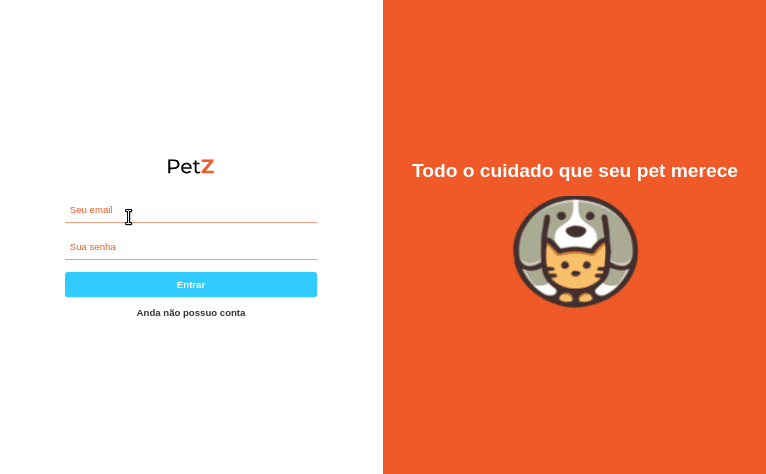 PetZ
Seu email
Sua senha
Entrar
Anda não possuo conta
Todo o cuidado que seu pet merece